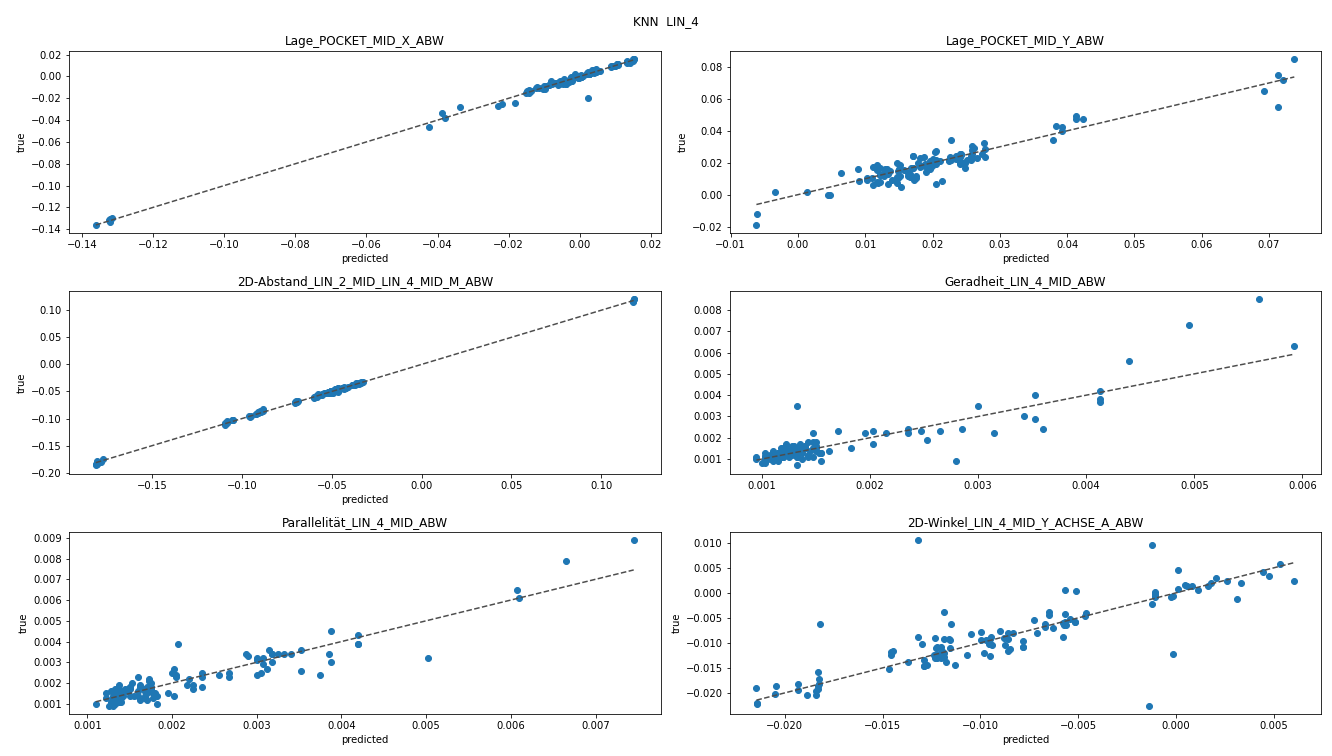 KNN LIN_4
Lage_POCKET_MID_X_ABW
true
0.02
0.00
−0.02
−0.04
−0.06
−0.08
−0.10
−0.12
−0.14
−0.14 −0.12 −0.10 −0.08 −0.06 −0.04 −0.02 0.00 0.02
predicted
Lage_POCKET_MID_Y_ABW
true
0.08
0.06
0.04
0.02
0.00
−0.02
−0.01 0.00 0.01 0.02 0.03 0.04 0.05 0.06 0.07
predicted
2D-Abstand_LIN_2_MID_LIN_4_MID_M_ABW
true
0.10
0.05
0.00
−0.05
−0.10
−0.15
−0.20
−0.15 −0.10 −0.05 0.00 0.05 0.10
predicted
Geradheit_LIN_4_MID_ABW
true
0.008
0.007
0.006
0.005
0.004
0.003
0.002
0.001
0.001 0.002 0.003 0.004 0.005 0.006
predicted
Parallelität_LIN_4_MID_ABW
true
0.009
0.008
0.007
0.006
0.005
0.004
0.003
0.002
0.001
0.001 0.002 0.003 0.004 0.005 0.006 0.007
predicted
2D-Winkel_LIN_4_MID_Y_ACHSE_A_ABW
true
0.010
0.005
0.000
−0.005
−0.010
−0.015
−0.020
−0.020 −0.015 −0.010 −0.005 0.000 0.005
predicted